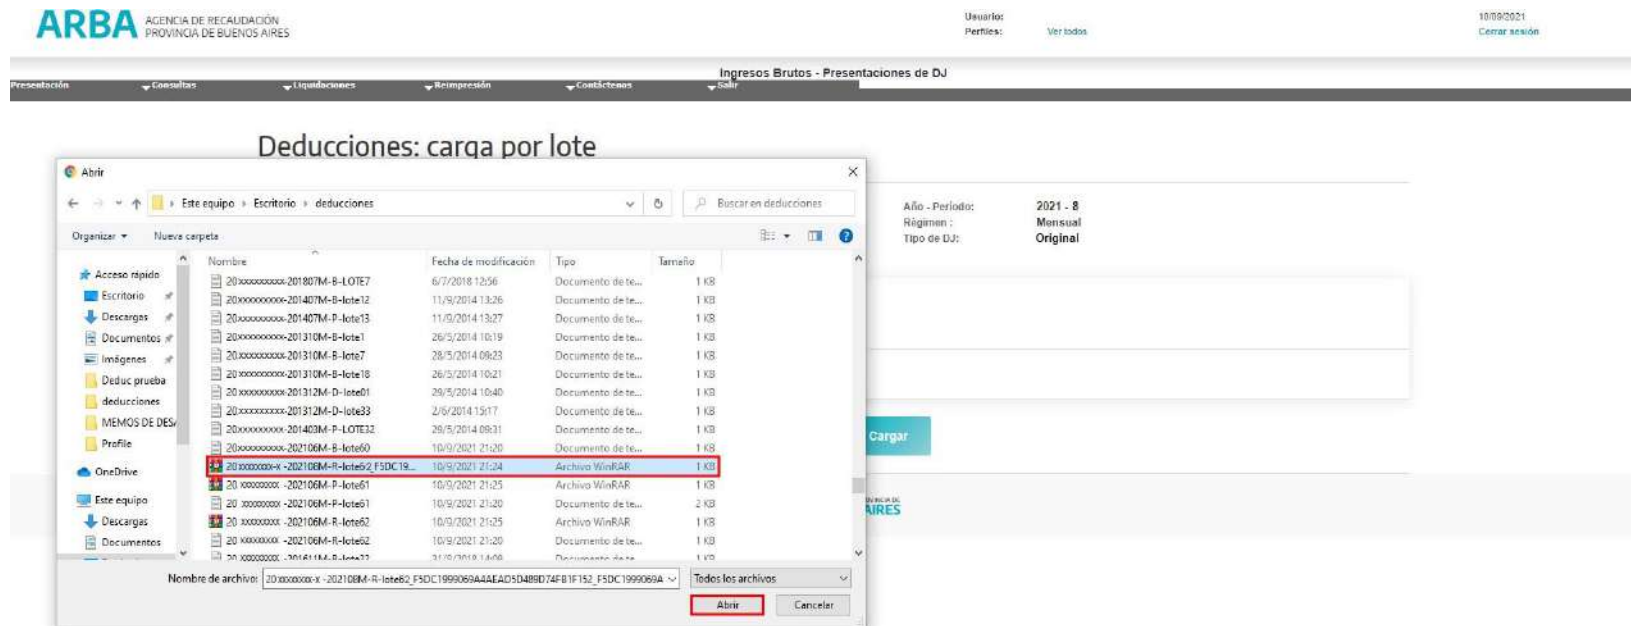 ARBA AGENCIA DE RECAUDACIÓN
PROVINCIA DE BUENOS AIRES
Usuario:
Perfiles: Ver todos
10/09/2021
Cerrar sesión
Ingresos Brutos - Presentaciones de DJ
Presentación Consultas Liquidaciones Reimpresión Contáctenos Salir
Deducciones: carga por lote
Abrir
Este equipo Escritorio deducciones
Buscar en deducciones
Organizar Nueva carpeta
Nombre Fecha de modificación Tipo Tamaño
Acceso rápido
Escritorio
Descargas
Documentos
Imágenes
Deduc prueba
deducciones
MEMOS DE DESA
Profile
OneDrive
Este equipo
Descargas
Documentos
20xxxxxxxxx-201807M-B-LOTE7 6/7/2018 12:56 Documento de te... 1 KB
20xxxxxxxxx-201407M-B-lote12 11/9/2014 13:26 Documento de te... 1 KB
20xxxxxxxxx-201407M-P-lote13 11/9/2014 13:27 Documento de te... 1 KB
20xxxxxxxxx-201310M-B-lote1 26/5/2014 10:19 Documento de te... 1 KB
20xxxxxxxxx-201310M-B-lote7 28/5/2014 09:23 Documento de te... 1 KB
20xxxxxxxxx-201310M-B-lote18 26/5/2014 10:21 Documento de te... 1 KB
20xxxxxxxxx-201312M-D-lote01 29/5/2014 10:40 Documento de te... 1 KB
20xxxxxxxxx-201312M-D-lote33 2/6/2014 15:17 Documento de te... 1 KB
20xxxxxxxxx-201403M-P-LOTE32 29/5/2014 09:31 Documento de te... 1 KB
20xxxxxxxxx-202106M-B-lote60 10/9/2021 21:20 Documento de te... 1 KB
20xxxxxxxx-x -202108M-R-lote62_F5DC19... 10/9/2021 21:24 Archivo WinRAR 1 KB
20 xxxxxxxxx -202106M-P-lote61 10/9/2021 21:25 Archivo WinRAR 1 KB
20 xxxxxxxxx -202106M-P-lote61 10/9/2021 21:20 Documento de te... 2 KB
20 xxxxxxxxx -202106M-R-lote62 10/9/2021 21:25 Archivo WinRAR 1 KB
20 xxxxxxxxx -202106M-R-lote62 10/9/2021 21:20 Documento de te... 1 KB
Nombre de archivo: 20xxxxxxxx-x -202108M-R-lote62_F5DC1999069A4AEAD5D489D74FB1F152_F5DC1999069A
Todos los archivos
Abrir Cancelar
Año - Periodo: 2021 - 8
Régimen : Mensual
Tipo de DJ: Original
Cargar
AIRES